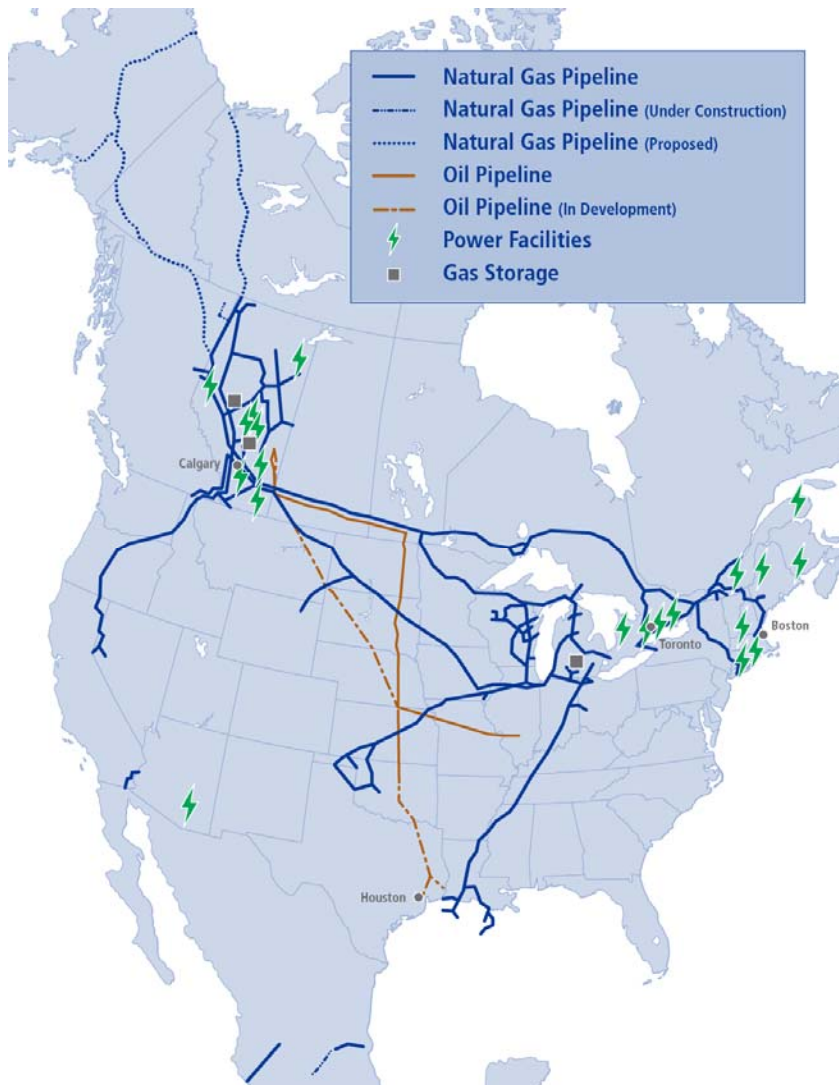 Natural Gas Pipeline
Natural Gas Pipeline (Under Construction)
Natural Gas Pipeline (Proposed)
Oil Pipeline
Oil Pipeline (In Development)
Power Facilities
Gas Storage
Calgary
Toronto
Boston
Houston